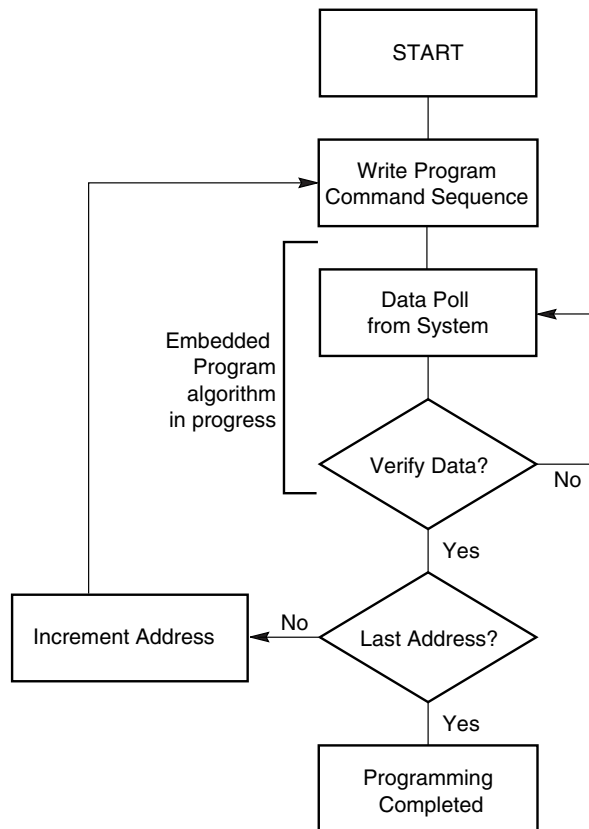 START
Write Program
Command Sequence
Data Poll
from System
Embedded
Program
algorithm
in progress
Verify Data?
No
Yes
Last Address?
No
Increment Address
Yes
Programming
Completed